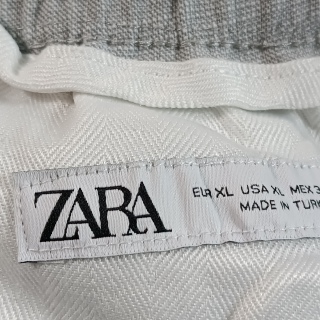 ZARA
EUR XL USA XL MEX 3
MADE IN TURK